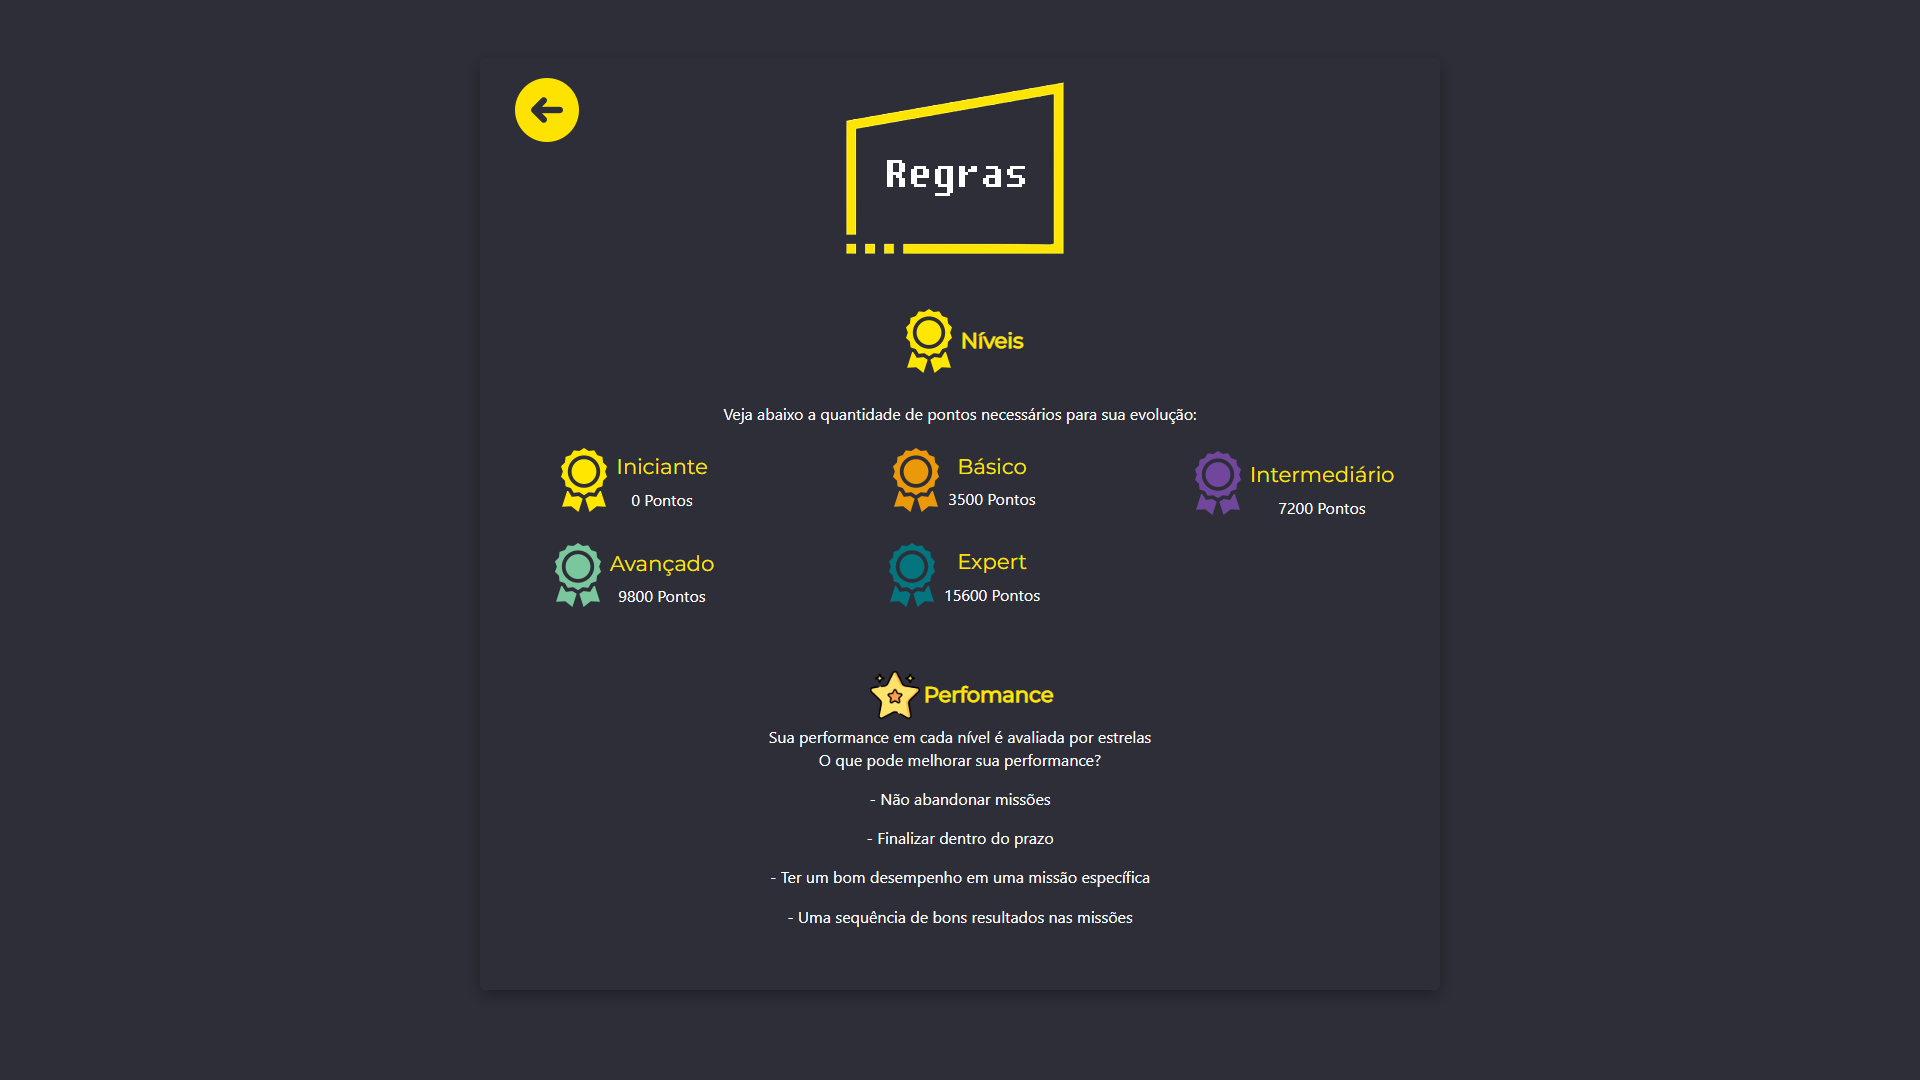 Regras
Níveis
Veja abaixo a quantidade de pontos necessários para sua evolução:
Iniante
0 Pontos
Básico
3500 Pontos
Intermediário
7200 Pontos
Avançado
9800 Pontos
Expert
15600 Pontos
Perfomance
Sua performance em cada nível é avaliada por estrelas
O que pode melhorar sua performance?
- Não abandonar missões
- Finalizar dentro do prazo
- Ter um bom desempenho em uma missão específica
- Uma sequência de bons resultados nas missões